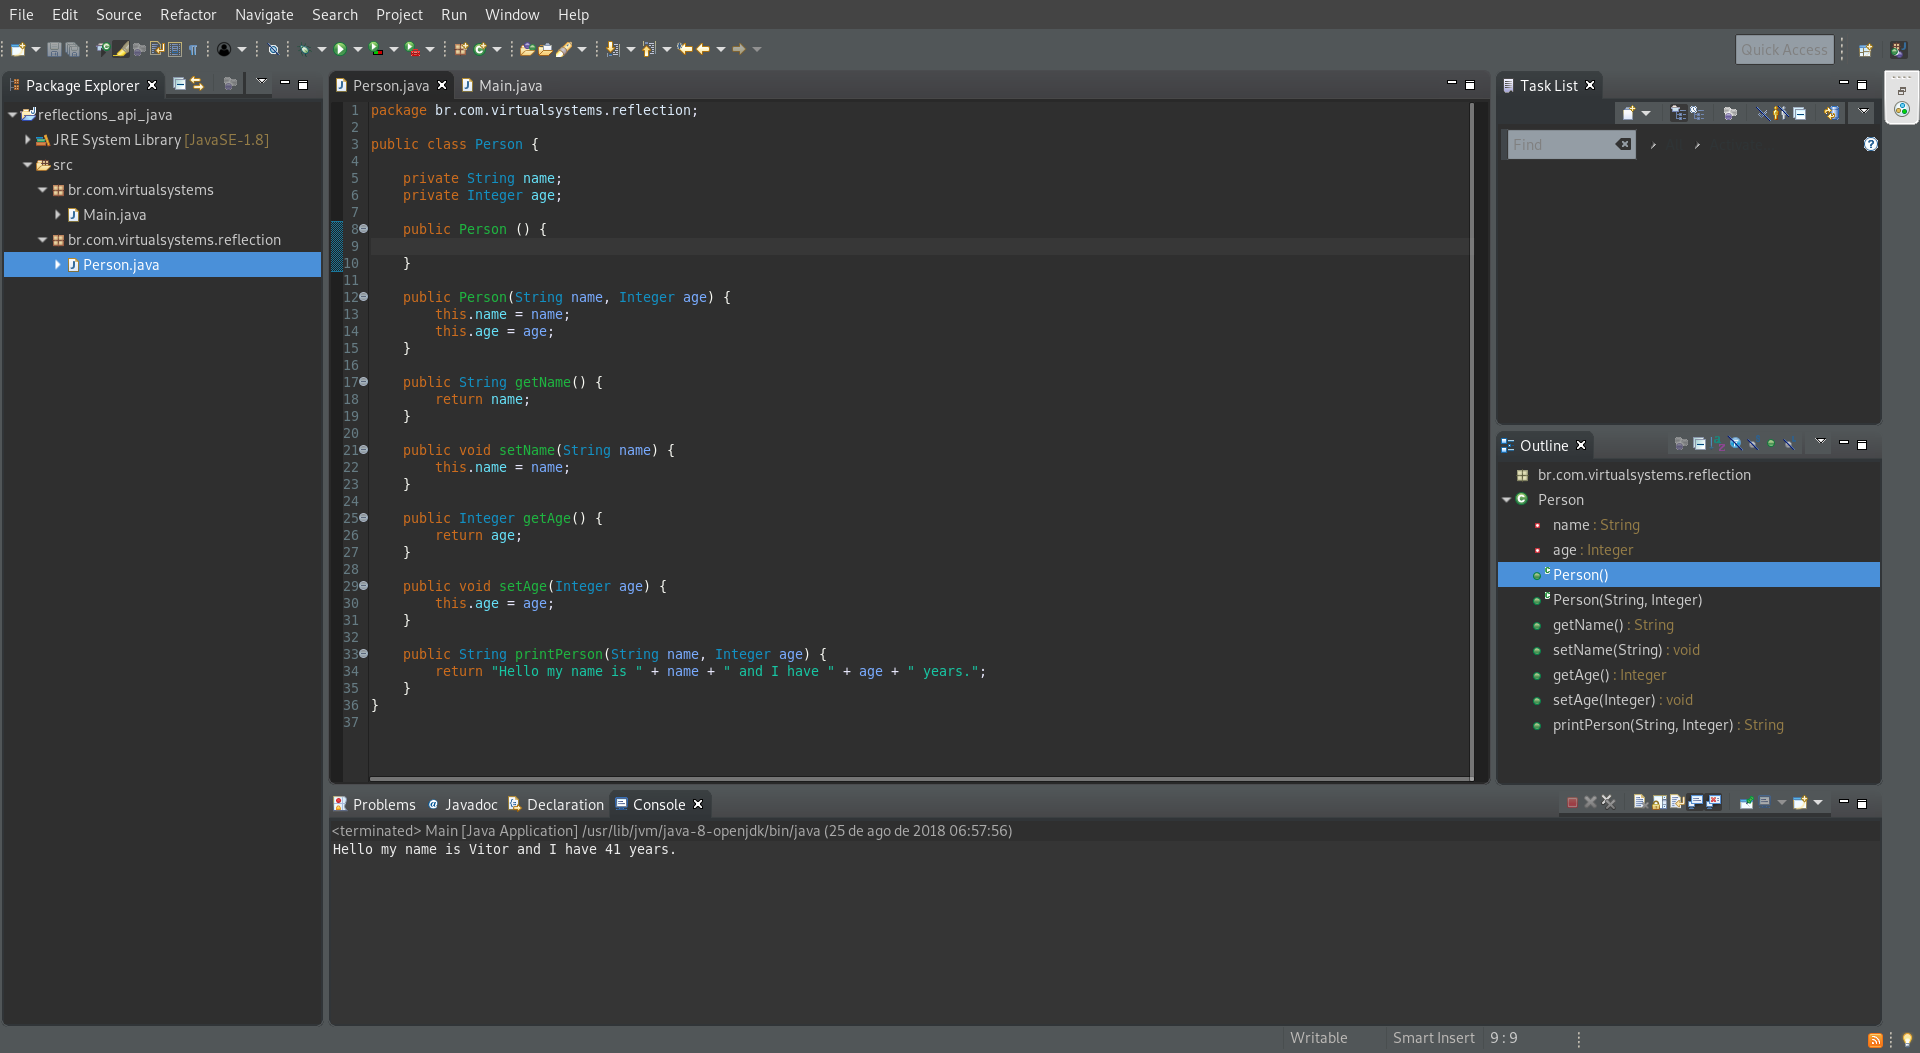 File Edit Source Refactor Navigate Search Project Run Window Help
Quick Access
Package Explorer
reflections_api_java
JRE System Library [JavaSE-1.8]
src
br.com.virtualsystems
Main.java
br.com.virtualsystems.reflection
Person.java
Person.java Main.java
1 package br.com.virtualsystems.reflection;
2
3 public class Person {
4
5     private String name;
6     private Integer age;
7
8     public Person () {
9
10     }
11
12     public Person(String name, Integer age) {
13         this.name = name;
14         this.age = age;
15     }
16
17     public String getName() {
18         return name;
19     }
20
21     public void setName(String name) {
22         this.name = name;
23     }
24
25     public Integer getAge() {
26         return age;
27     }
28
29     public void setAge(Integer age) {
30         this.age = age;
31     }
32
33     public String printPerson(String name, Integer age) {
34         return "Hello my name is " + name + " and I have " + age + " years.";
35     }
36 }
37
Task List
Find
Outline
br.com.virtualsystems.reflection
Person
name : String
age : Integer
Person()
Person(String, Integer)
getName() : String
setName(String) : void
getAge() : Integer
setAge(Integer) : void
printPerson(String, Integer) : String
Problems Javadoc Declaration Console
<terminated> Main [Java Application] /usr/lib/jvm/java-8-openjdk/bin/java (25 de ago de 2018 06:57:56)
Hello my name is Vitor and I have 41 years.
Writable Smart Insert 9 : 9